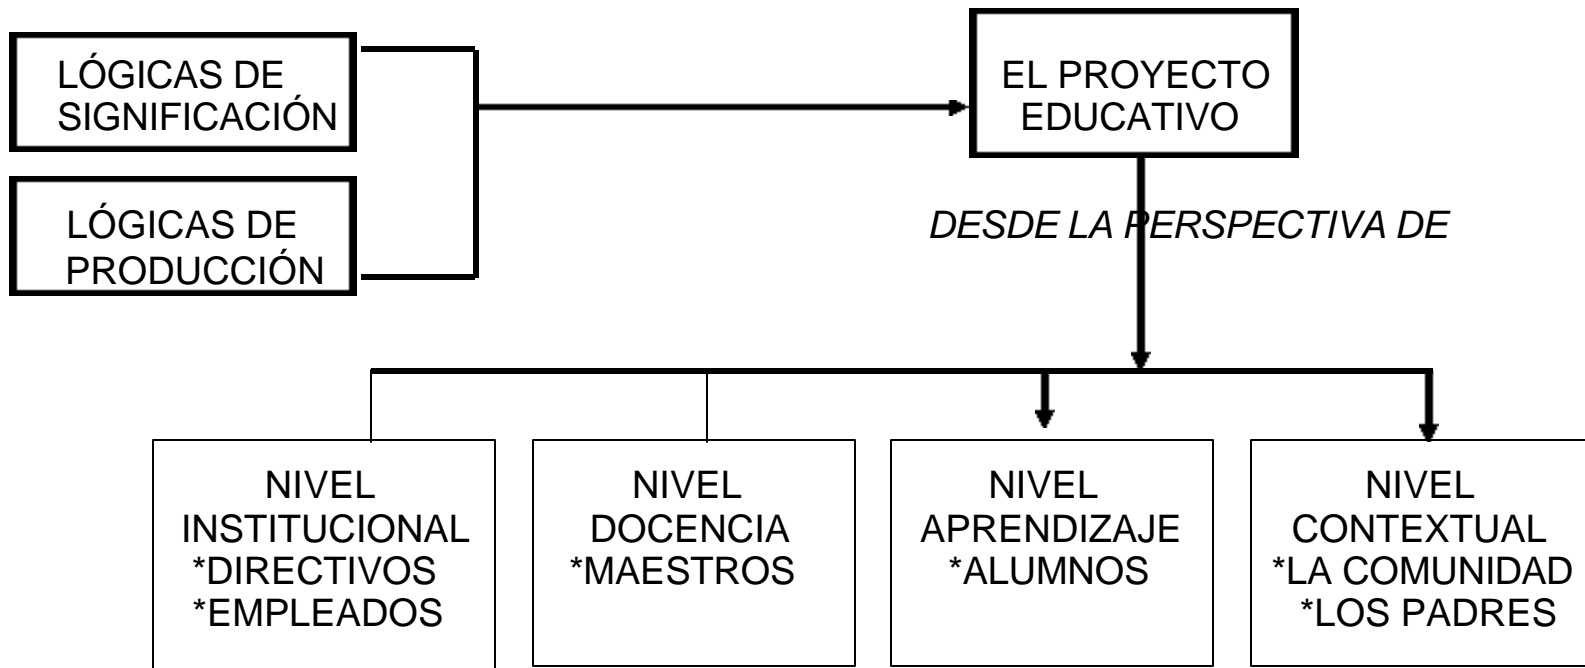 LÓGICAS DE
SIGNIFICACIÓN
EL PROYECTO
EDUCATIVO
LÓGICAS DE
PRODUCCIÓN
DESDE LA PERSPECTIVA DE
NIVEL
INSTITUCIONAL
*DIRECTIVOS
*EMPLEADOS
NIVEL
DOCENCIA
*MAESTROS
NIVEL
APRENDIZAJE
*ALUMNOS
NIVEL
CONTEXTUAL
*LA COMUNIDAD
*LOS PADRES